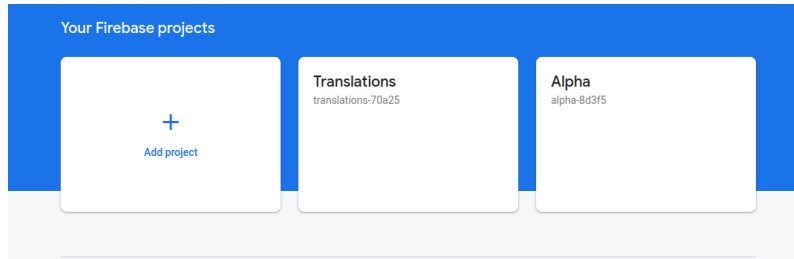 Your Firebase projects
+
Add project
Translations
translations-70a25
Alpha
alpha-8d3f5